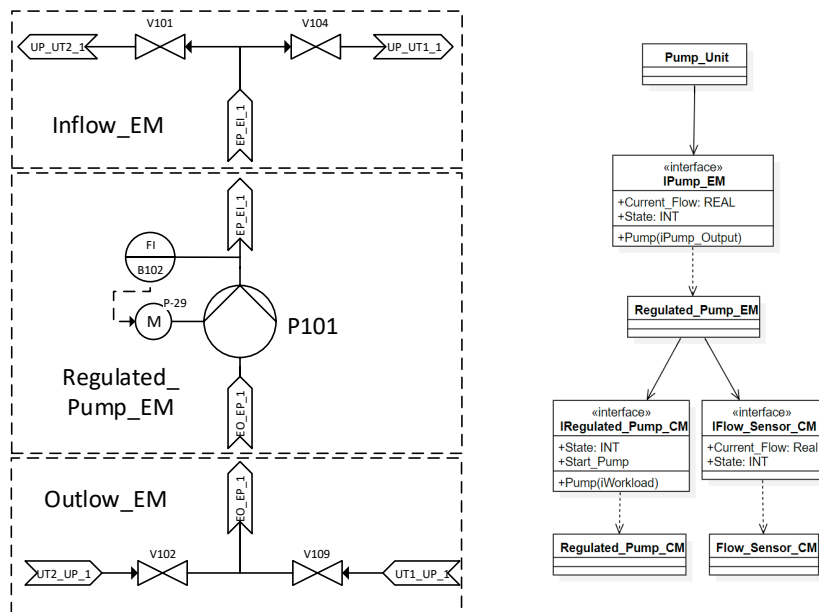 V101
V104
UP_UT2_1
UP_UT1_1
Inflow_EM
EP_EI_1
EP_EI_1
FI
B102
P-29
M
P101
Regulated_
Pump_EM
EO_EP_1
EO_EP_1
Outlow_EM
V102
V109
UT2_UP_1
UT1_UP_1
Pump_Unit
«interface»
IPump_EM
+Current_Flow: REAL
+State: INT
+Pump(iPump_Output)
Regulated_Pump_EM
«interface»
IRegulated_Pump_CM
+State: INT
+Start_Pump
+Pump(iWorkload)
«interface»
IFlow_Sensor_CM
+Current_Flow: Real
+State: INT
Regulated_Pump_CM
Flow_Sensor_CM